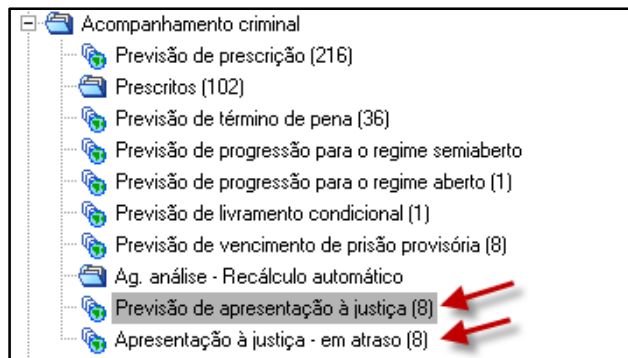 Acompanhamento criminal
Previsão de prescrição (216)
Prescritos (102)
Previsão de término de pena (36)
Previsão de progressão para o regime semiaberto
Previsão de progressão para o regime aberto (1)
Previsão de livramento condicional (1)
Previsão de vencimento de prisão provisória (8)
Ag. análise - Recálculo automático
Previsão de apresentação à justiça (8)
Apresentação à justiça - em atraso (8)